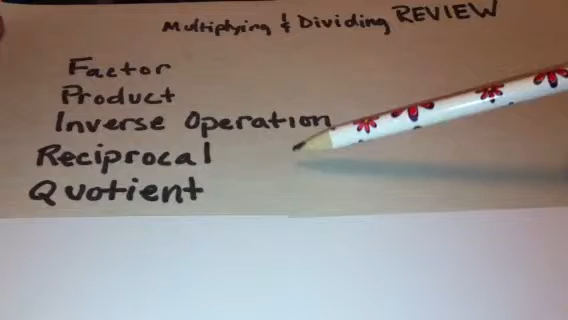 Multiplying & Dividing REVIEW
Factor
Product
Inverse Operation
Reciprocal
Quotient